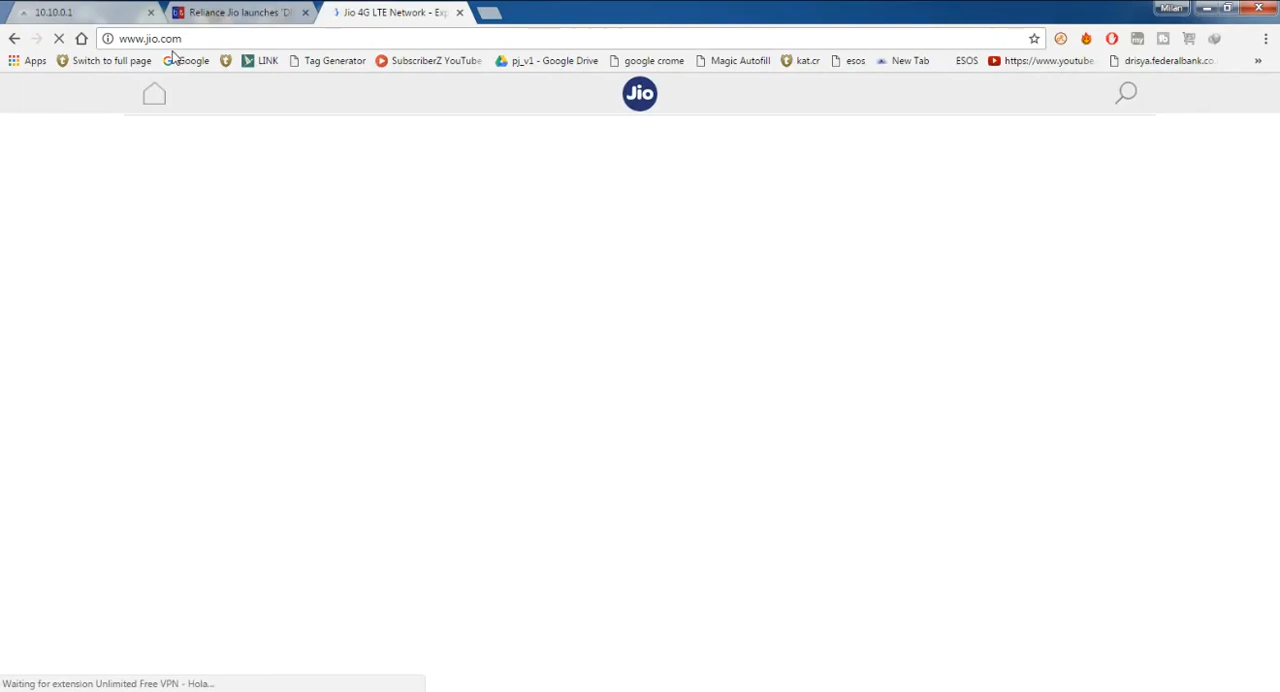 10.10.0.1
Reliance Jio launches 'Di
Jio 4G LTE Network - Exp
Milan
www.jio.com
Apps
Switch to full page
Google
LINK
Tag Generator
SubscriberZ YouTube
pj_v1 - Google Drive
google crome
Magic Autofill
kat.cr
esos
New Tab
ESOS
https://www.youtube.
drisya.federalbank.co
Jio
Waiting for extension Unlimited Free VPN - Hola...